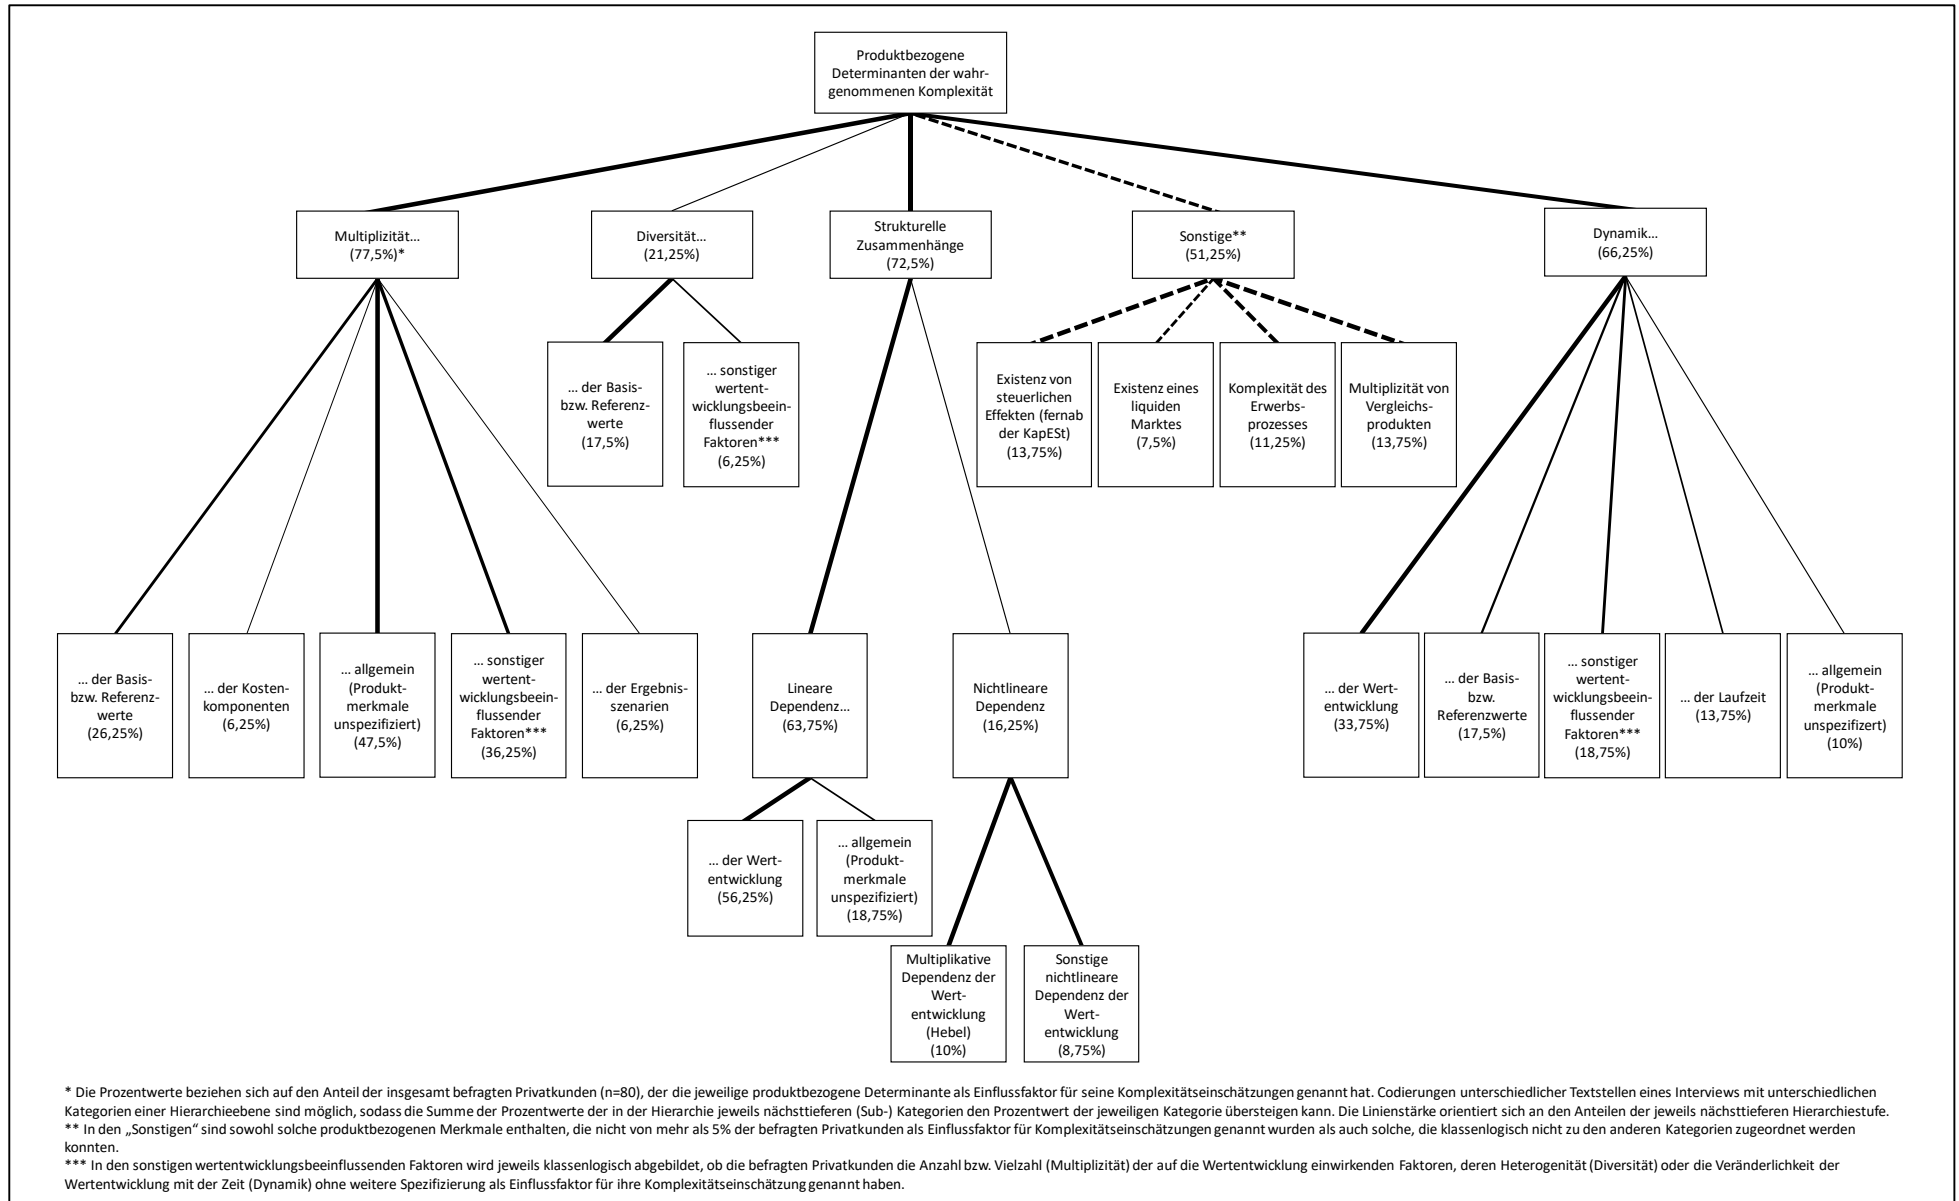 Produktbezogene
Determinanten der wahr-
genommenen Komplexität
Multiplizität...
(77,5%)*
Diversität...
(21,25%)
Strukturelle
Zusammenhänge
(72,5%)
Sonstige**
(51,25%)
Dynamik...
(66,25%)
... der Basis-
bzw. Referenz-
werte
(17,5%)
... sonstiger
wertent-
wicklungsbeein-
flussender
Faktoren***
(6,25%)
Existenz von
steuerlichen
Effekten (fernab
der KapESt)
(13,75%)
Existenz eines
liquiden
Marktes
(7,5%)
Komplexität des
Erwerbs-
prozesses
(11,25%)
Multiplizität von
Vergleichs-
produkten
(13,75%)
... der Basis-
bzw. Referenz-
werte
(26,25%)
... der Kosten-
komponenten
(6,25%)
... allgemein
(Produkt-
merkmale
unspezifiziert)
(47,5%)
... sonstiger
wertent-
wicklungsbeein-
flussender
Faktoren***
(36,25%)
... der Ergebnis-
szenarien
(6,25%)
Lineare
Dependenz...
(63,75%)
Nichtlineare
Dependenz
(16,25%)
... der Wert-
entwicklung
(33,75%)
... der Basis-
bzw.
Referenzwerte
(17,5%)
... sonstiger
wertent-
wicklungsbeein-
flussender
Faktoren***
(18,75%)
... der Laufzeit
(13,75%)
... allgemein
(Produkt-
merkmale
unspezifizert)
(10%)
... der Wert-
entwicklung
(56,25%)
... allgemein
(Produkt-
merkmale
unspezifiziert)
(18,75%)
Multiplikative
Dependenz der
Wert-
entwicklung
(Hebel)
(10%)
Sonstige
nichtlineare
Dependenz der
Wert-
entwicklung
(8,75%)
* Die Prozentwerte beziehen sich auf den Anteil der insgesamt befragten Privatkunden (n=80), der die jeweilige produktbezogene Determinante als Einflussfaktor für seine Komplexitätseinschätzungen genannt hat. Codierungen unterschiedlicher Textstellen eines Interviews mit unterschiedlichen
Kategorien einer Hierarchieebene sind möglich, sodass die Summe der Prozentwerte der in der Hierarchie jeweils nächsttieferen (Sub-) Kategorien den Prozentwert der jeweiligen Kategorie übersteigen kann. Die Linienstärke orientiert sich an den Anteilen der jeweils nächsttieferen Hierarchiestufe.
** In den „Sonstigen“ sind sowohl solche produktbezogenen Merkmale enthalten, die nicht von mehr als 5% der befragten Privatkunden als Einflussfaktor für Komplexitätseinschätzungen genannt wurden als auch solche, die klassenlogisch nicht zu den anderen Kategorien zugeordnet werden
konnten.
*** In den sonstigen wertentwicklungsbeeinflussenden Faktoren wird jeweils klassenlogisch abgebildet, ob die befragten Privatkunden die Anzahl bzw. Vielzahl (Multiplizität) der auf die Wertentwicklung einwirkenden Faktoren, deren Heterogenität (Diversität) oder die Veränderlichkeit der
Wertentwicklung mit der Zeit (Dynamik) ohne weitere Spezifizierung als Einflussfaktor für ihre Komplexitätseinschätzung genannt haben.